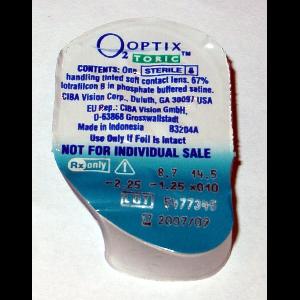 O2 OPTIX™
TORIC
CONTENTS: One STERILE
handling tinted soft contact lens. 67%
lotrafilcon B in phosphate buffered saline.
CIBA Vision Corp., Duluth, GA 30097 USA
EU Rep.: CIBA Vision GmbH,
D-63868 Grosswallstadt
Made in Indonesia B3204A
Use Only if Foil is Intact
NOT FOR INDIVIDUAL SALE
Rx only 8.7 14.5
-2.25 -1.25 x010
LOT 5477345
2007/09